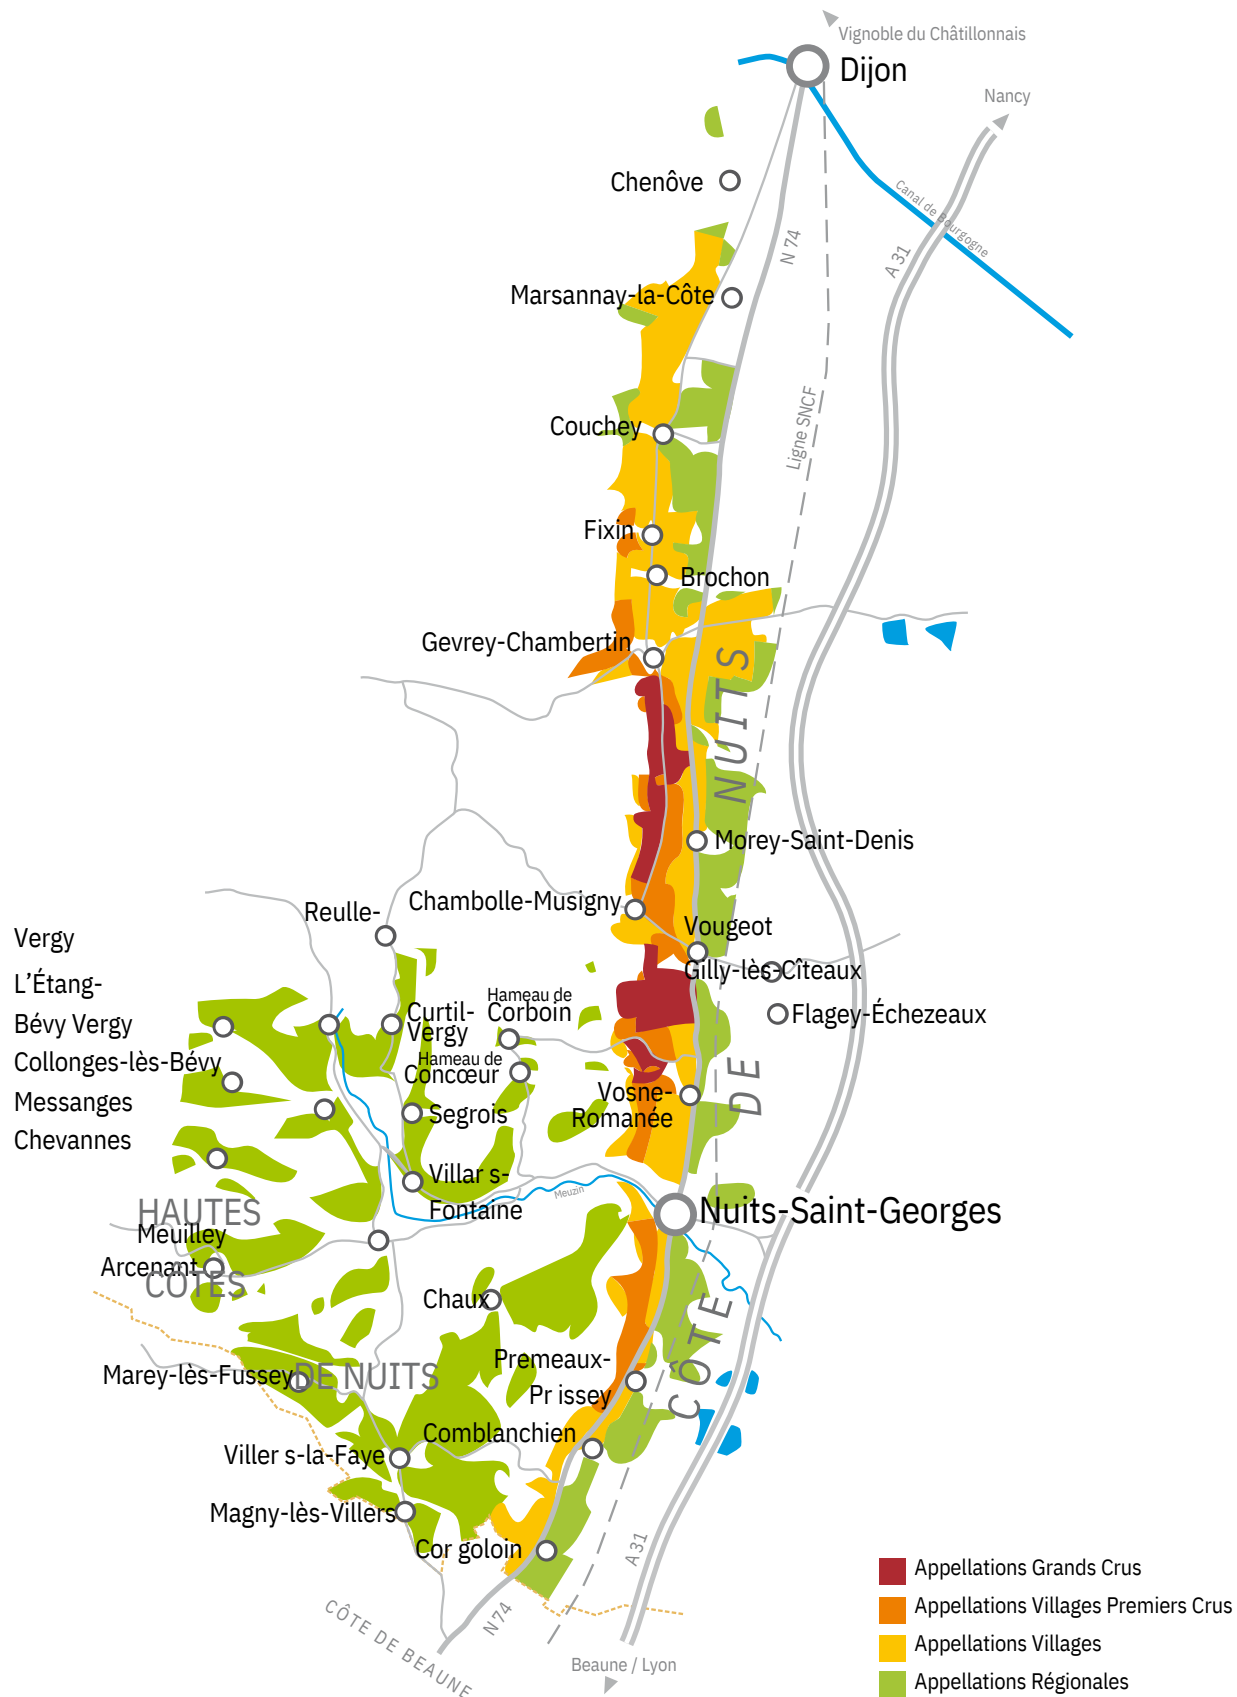 Vignoble du Châtillonnais
Dijon
Nancy
Chenôve
Canal de Bourgogne
N 74
A 31
Marsannay-la-Côte
Ligne SNCF
Couchey
Fixin
Brochon
Gevrey-Chambertin
NUITS
Morey-Saint-Denis
Chambolle-Musigny
Reulle-
Vergy
Vougeot
Gilly-lès-Cîteaux
L'Étang-
Bévy Vergy
Hameau de
Corboin
Curtil-
Vergy
Flagey-Échezeaux
Collonges-lès-Bévy
Hameau de
Concœur
DE
Messanges
Segrois
Vosne-
Romanée
Chevannes
Villar s-
Fontaine
Meuzin
Nuits-Saint-Georges
HAUTES
Meuilley
Arcenant
CÔTES
Chaux
CÔTE
Premeaux-
Pr issey
Marey-lès-Fussey
DE NUITS
Comblanchien
Viller s-la-Faye
Magny-lès-Villers
Cor goloin
A 31
N 74
CÔTE DE BEAUNE
Beaune / Lyon
Appellations Grands Crus
Appellations Villages Premiers Crus
Appellations Villages
Appellations Régionales